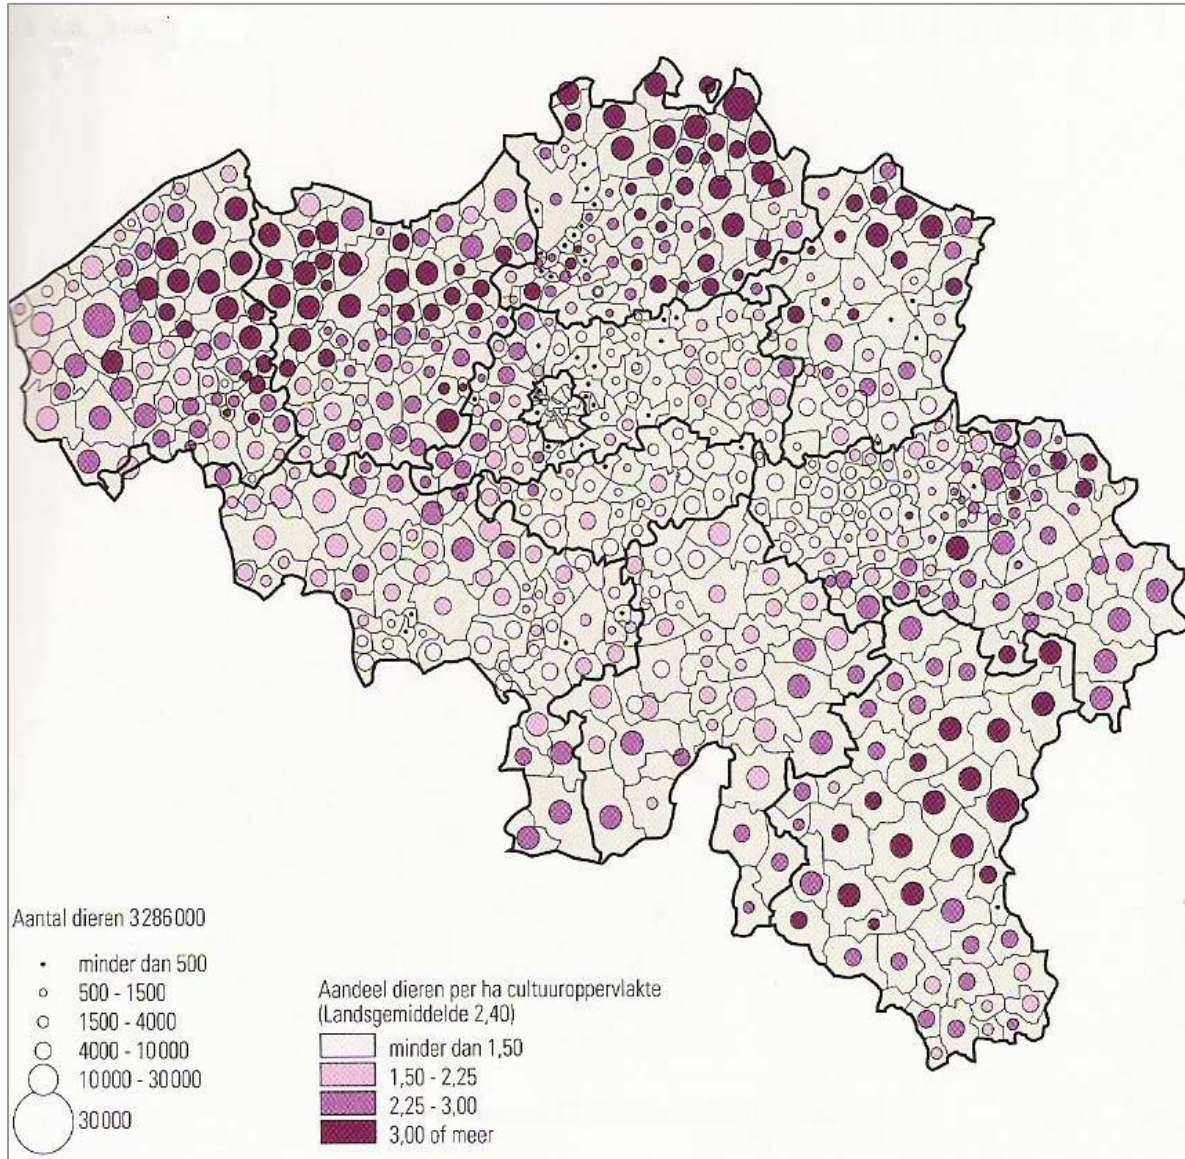 Aantal dieren 3286000
minder dan 500
500 - 1500
1500 - 4000
4000 - 10000
10000 - 30000
30000
Aandeel dieren per ha cultuuroppervlakte
(Landsgemiddelde 2,40)
minder dan 1,50
1,50 - 2,25
2,25 - 3,00
3,00 of meer